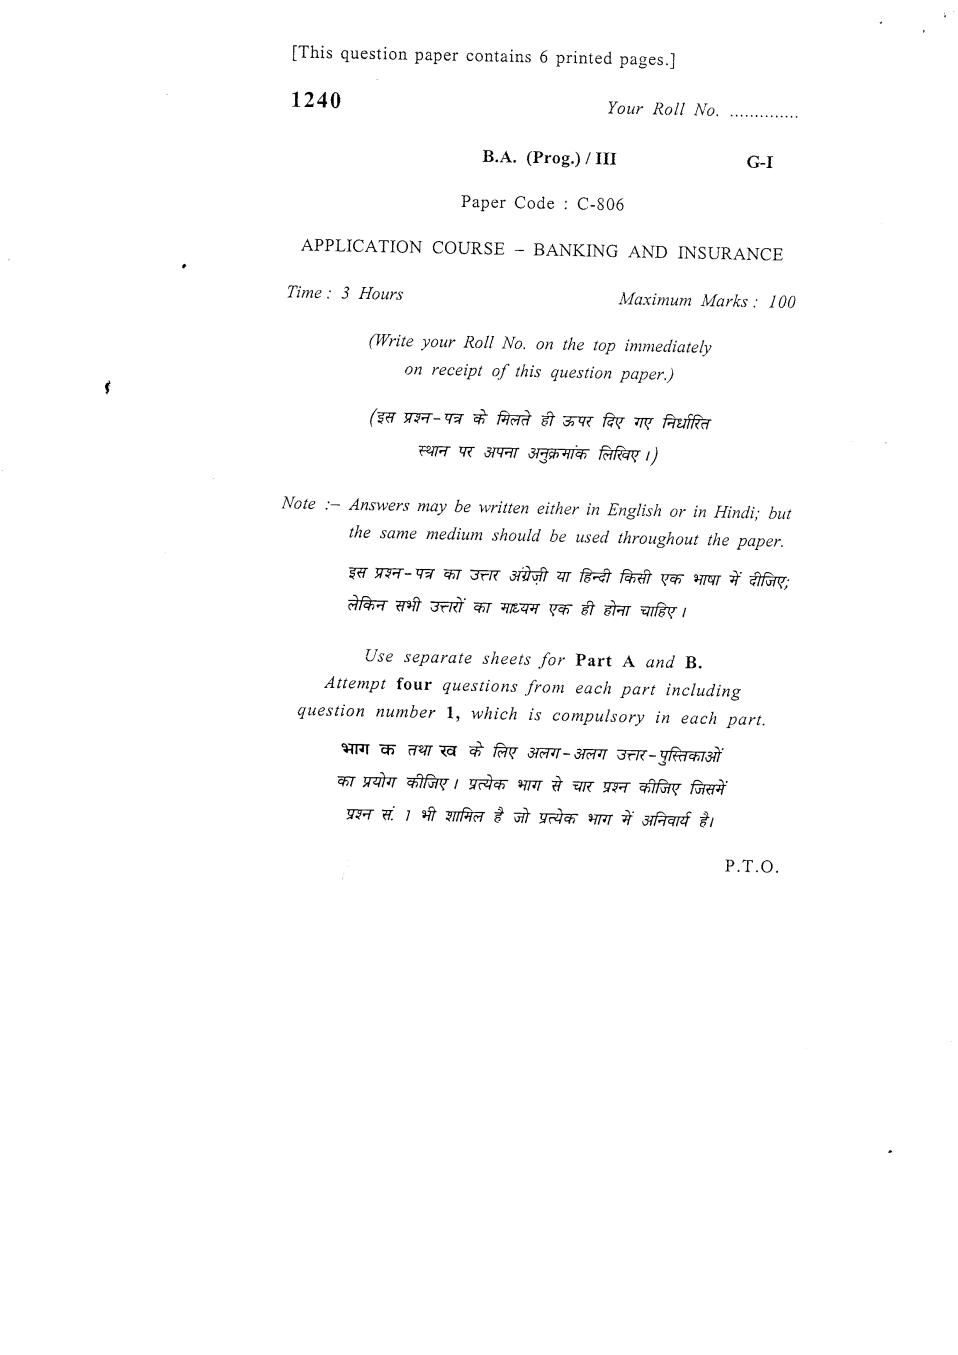 [This question paper contains 6 printed pages.]
1240
Your Roll No. ..............
B.A. (Prog.) / III
G-I
Paper Code : C-806
APPLICATION COURSE – BANKING AND INSURANCE
Time : 3 Hours
Maximum Marks : 100
(Write your Roll No. on the top immediately
on receipt of this question paper.)
(इस प्रश्न-पत्र के मिलते ही ऊपर दिए गए निर्धारित
स्थान पर अपना अनुक्रमांक लिखिए ।)
Note :– Answers may be written either in English or in Hindi; but
the same medium should be used throughout the paper.
इस प्रश्न-पत्र का उत्तर अंग्रेज़ी या हिन्दी किसी एक भाषा में दीजिए;
लेकिन सभी उत्तरों का माध्यम एक ही होना चाहिए ।
Use separate sheets for Part A and B.
Attempt four questions from each part including
question number 1, which is compulsory in each part.
भाग क तथा ख के लिए अलग-अलग उत्तर-पुस्तिकाओं
का प्रयोग कीजिए । प्रत्येक भाग से चार प्रश्न कीजिए जिसमें
प्रश्न सं. 1 भी शामिल है जो प्रत्येक भाग में अनिवार्य है।
P.T.O.